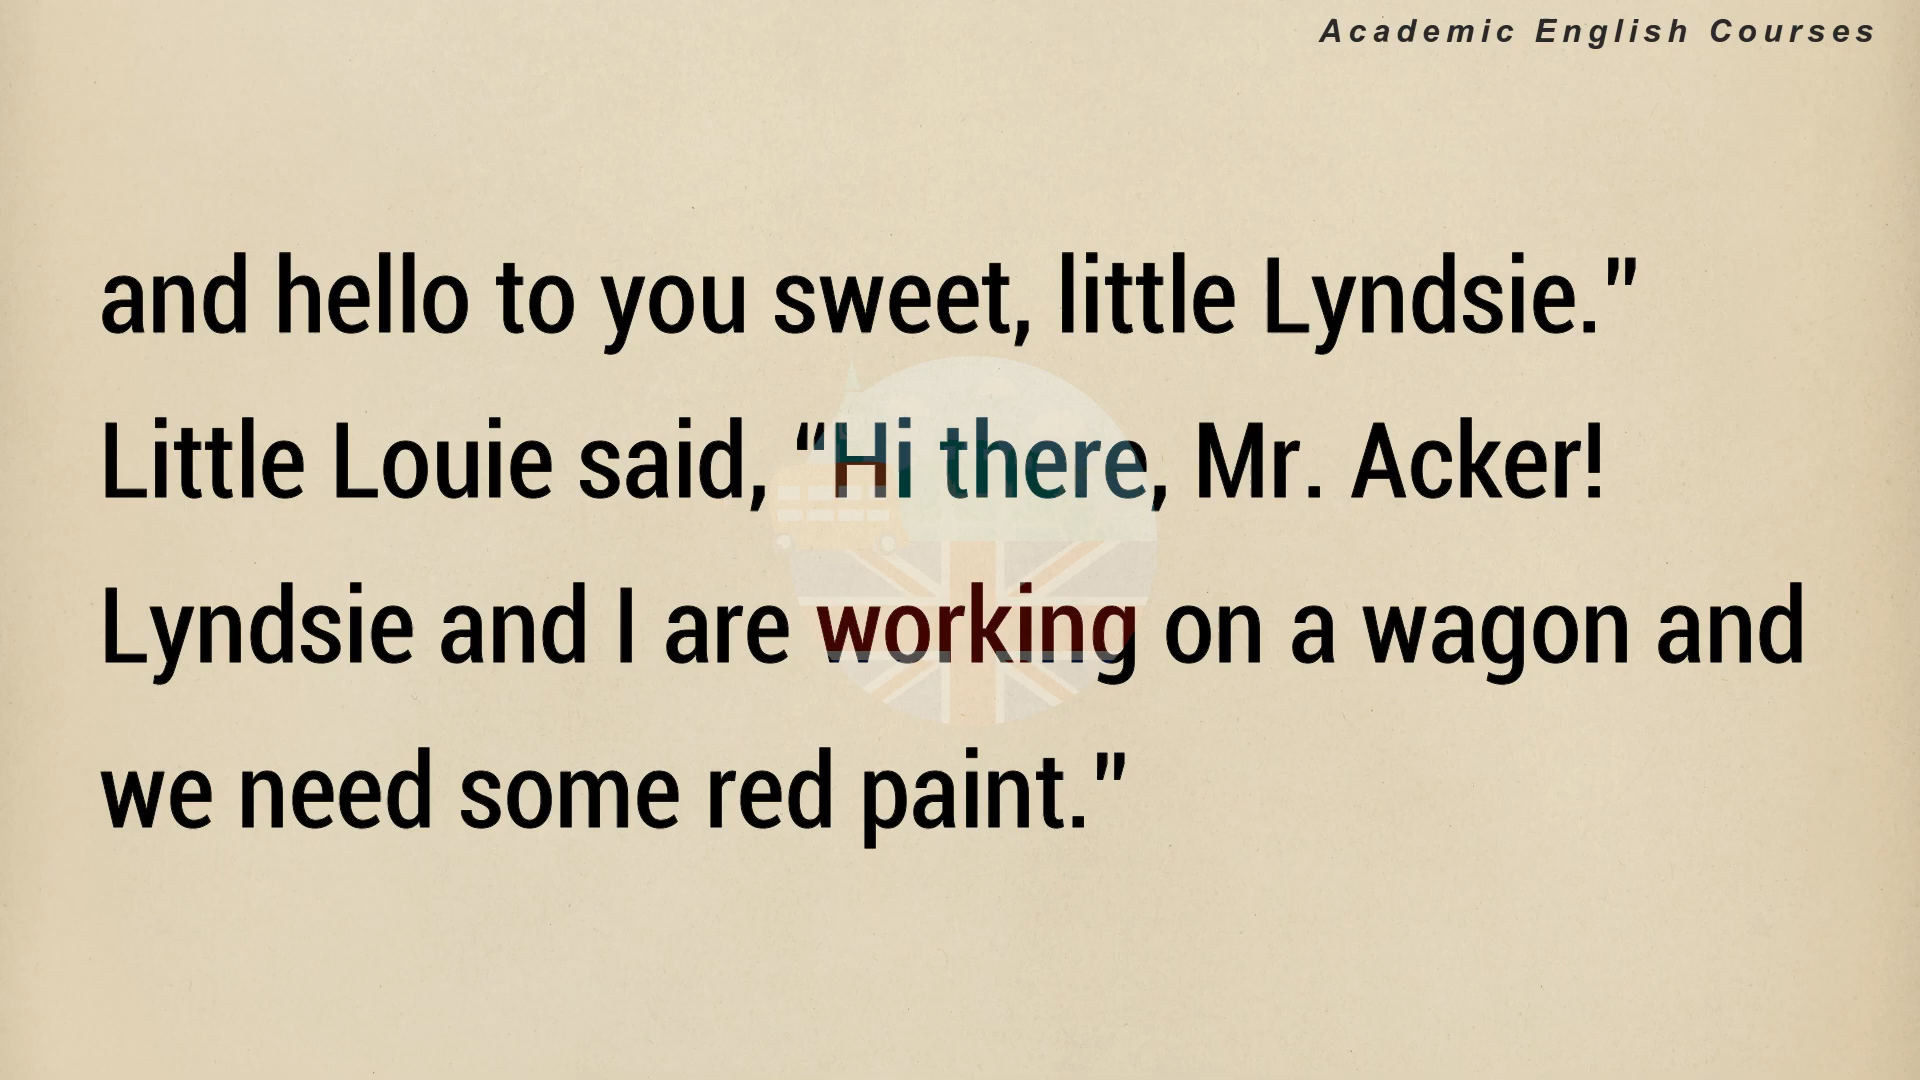 Academic English Courses
and hello to you sweet, little Lyndsie."
Little Louie said, “Hi there, Mr. Acker!
Lyndsie and I are working on a wagon and
we need some red paint."